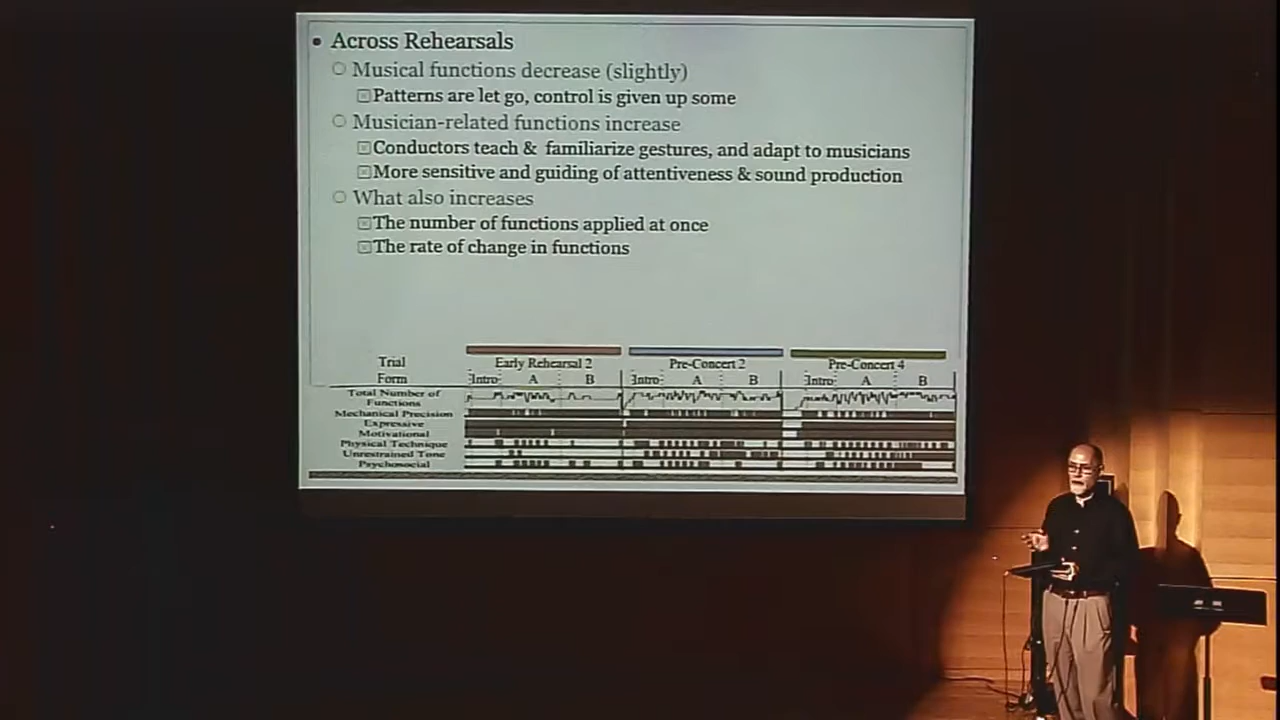 Across Rehearsals
Musical functions decrease (slightly)
Patterns are let go, control is given up some
Musician-related functions increase
Conductors teach & familiarize gestures, and adapt to musicians
More sensitive and guiding of attentiveness & sound production
What also increases
The number of functions applied at once
The rate of change in functions
Trial Early Rehearsal 2 Pre-Concert 2 Pre-Concert 4
Form Intro A B Intro A B Intro A B
Total Number of
Functions
Mechanical Precision
Expressive
Motivational
Physical Technique
Unrestrained Tone
Psychosocial